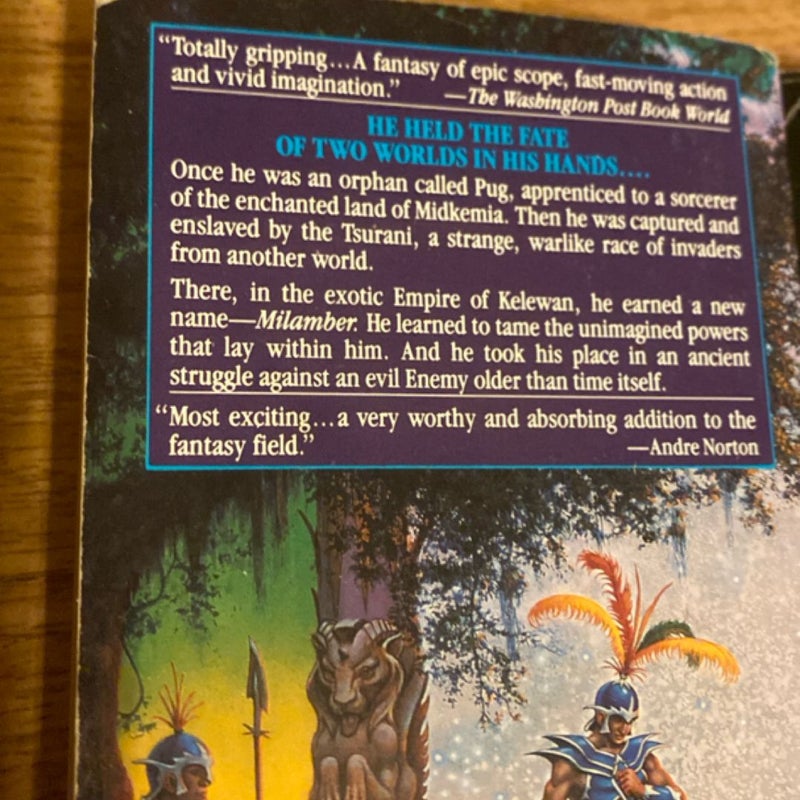 “Totally gripping...A fantasy of epic scope, fast-moving action
and vivid imagination.” —The Washington Post Book World
HE HELD THE FATE
OF TWO WORLDS IN HIS HANDS....
Once he was an orphan called Pug, apprenticed to a sorcerer
of the enchanted land of Midkemia. Then he was captured and
enslaved by the Tsurani, a strange, warlike race of invaders
from another world.
There, in the exotic Empire of Kelewan, he earned a new
name—Milamber. He learned to tame the unimagined powers
that lay within him. And he took his place in an ancient
struggle against an evil Enemy older than time itself.
“Most exciting...a very worthy and absorbing addition to the
fantasy field.” —Andre Norton